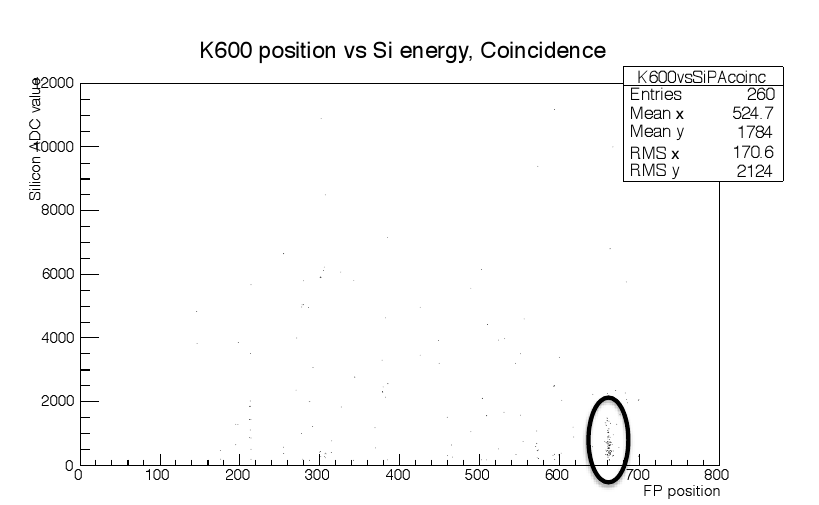 K600 position vs Si energy, Coincidence
K600vsSiPAcoinc
Entries 260
Mean x 524.7
Mean y 1784
RMS x 170.6
RMS y 2124
Silicon ADC value
12000
10000
8000
6000
4000
2000
0
0 100 200 300 400 500 600 700 800
FP position